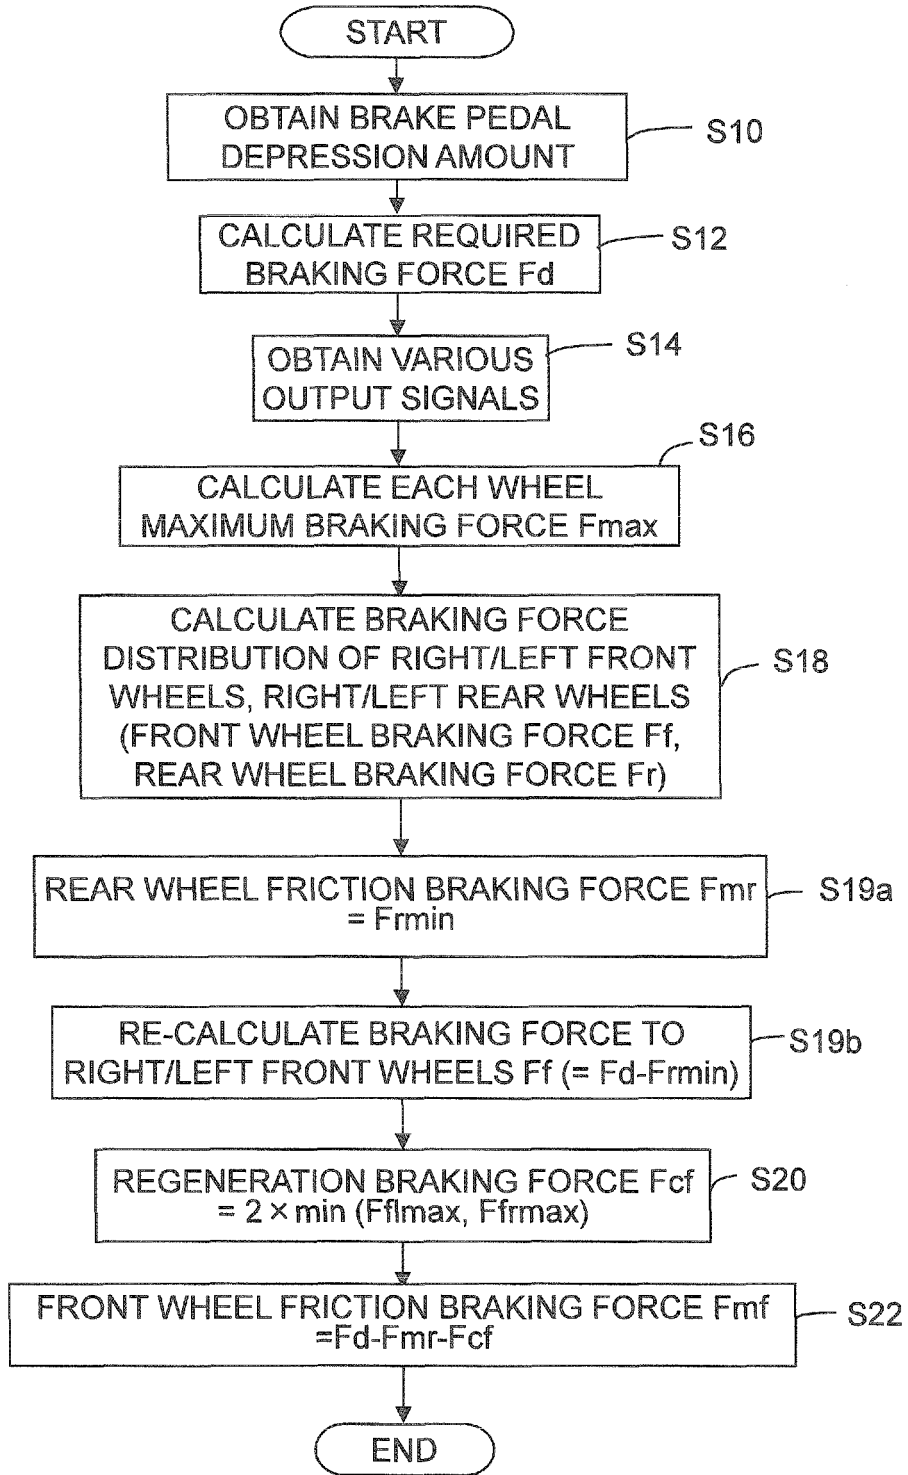 START
OBTAIN BRAKE PEDAL
DEPRESSION AMOUNT
S10
CALCULATE REQUIRED
BRAKING FORCE Fd
S12
OBTAIN VARIOUS
OUTPUT SIGNALS
S14
CALCULATE EACH WHEEL
MAXIMUM BRAKING FORCE Fmax
S16
CALCULATE BRAKING FORCE
DISTRIBUTION OF RIGHT/LEFT FRONT
WHEELS, RIGHT/LEFT REAR WHEELS
(FRONT WHEEL BRAKING FORCE Ff,
REAR WHEEL BRAKING FORCE Fr)
S18
REAR WHEEL FRICTION BRAKING FORCE Fmr
= Frmin
S19a
RE-CALCULATE BRAKING FORCE TO
RIGHT/LEFT FRONT WHEELS Ff (= Fd-Frmin)
S19b
REGENERATION BRAKING FORCE Fcf
= 2 × min (Fflmax, Ffrmax)
S20
FRONT WHEEL FRICTION BRAKING FORCE Fmf
=Fd-Fmr-Fcf
S22
END